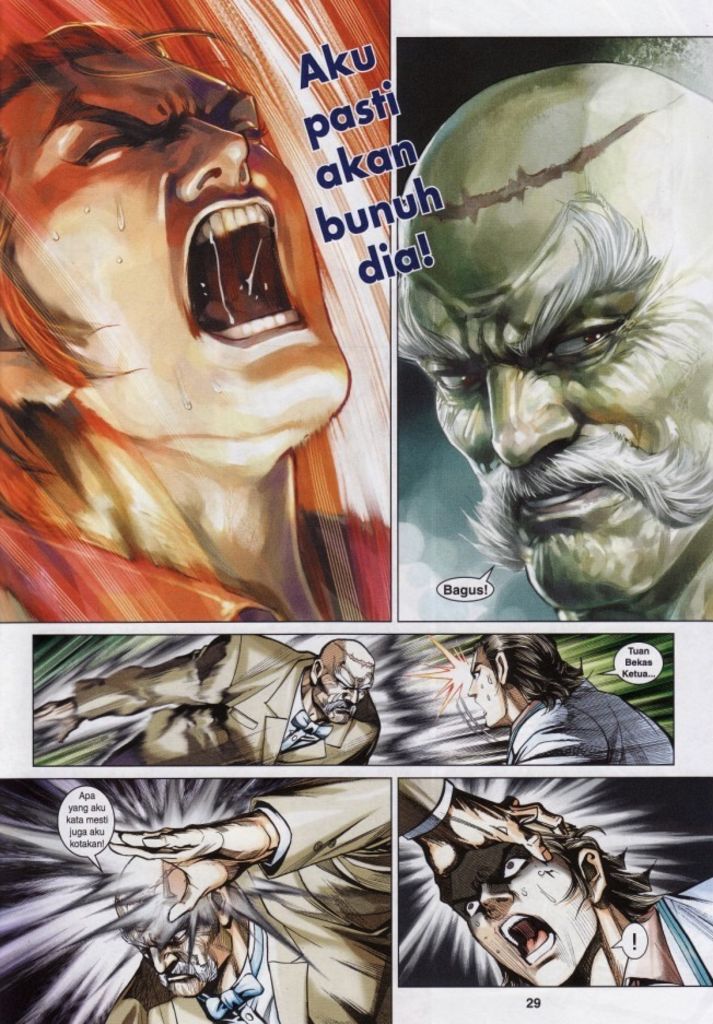 Aku
pasti
akan
bunuh
dia!
Bagus!
Tuan
Bekas
Ketua...
Apa
yang aku
kata mesti
juga aku
kotakan!
!
29